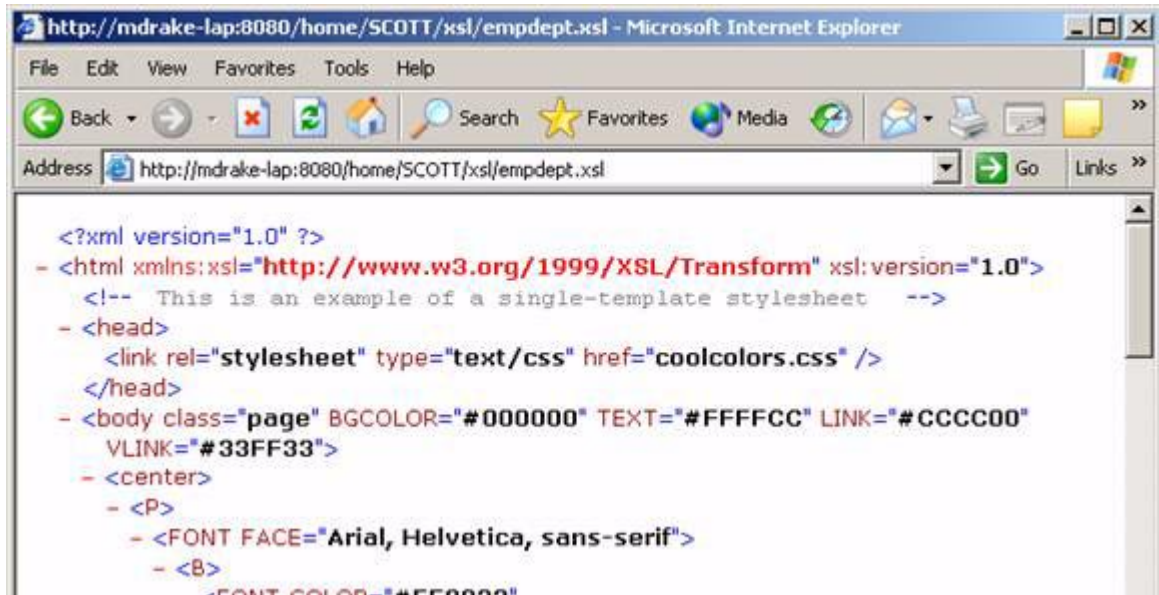 http://mdrake-lap:8080/home/SCOTT/xsl/empdept.xsl - Microsoft Internet Explorer
File Edit View Favorites Tools Help
Back Search Favorites Media »
Address http://mdrake-lap:8080/home/SCOTT/xsl/empdept.xsl Go Links »
<?xml version="1.0" ?>
- <html xmlns:xsl="http://www.w3.org/1999/XSL/Transform" xsl:version="1.0">
<!-- This is an example of a single-template stylesheet -->
- <head>
<link rel="stylesheet" type="text/css" href="coolcolors.css" />
</head>
- <body class="page" BGCOLOR="#000000" TEXT="#FFFFCC" LINK="#CCCC00"
VLINK="#33FF33">
- <center>
- <P>
- <FONT FACE="Arial, Helvetica, sans-serif">
- <B>